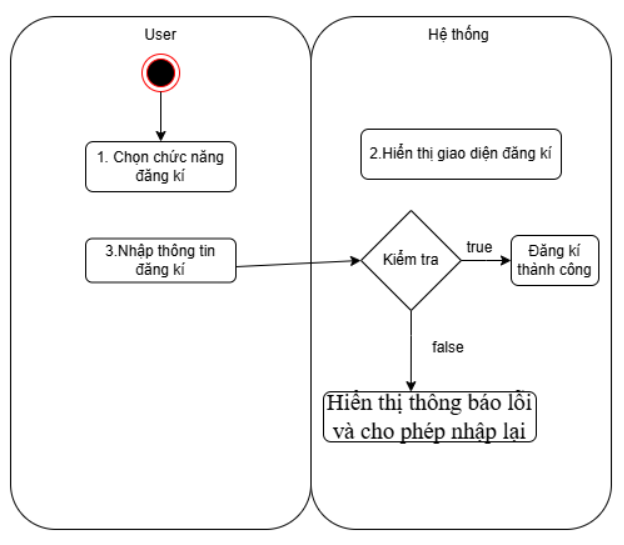 User
Hệ thống
1. Chọn chức năng
đăng kí
2.Hiển thị giao diện đăng kí
3.Nhập thông tin
đăng kí
Kiểm tra
true
Đăng kí
thành công
false
Hiển thị thông báo lỗi
và cho phép nhập lại